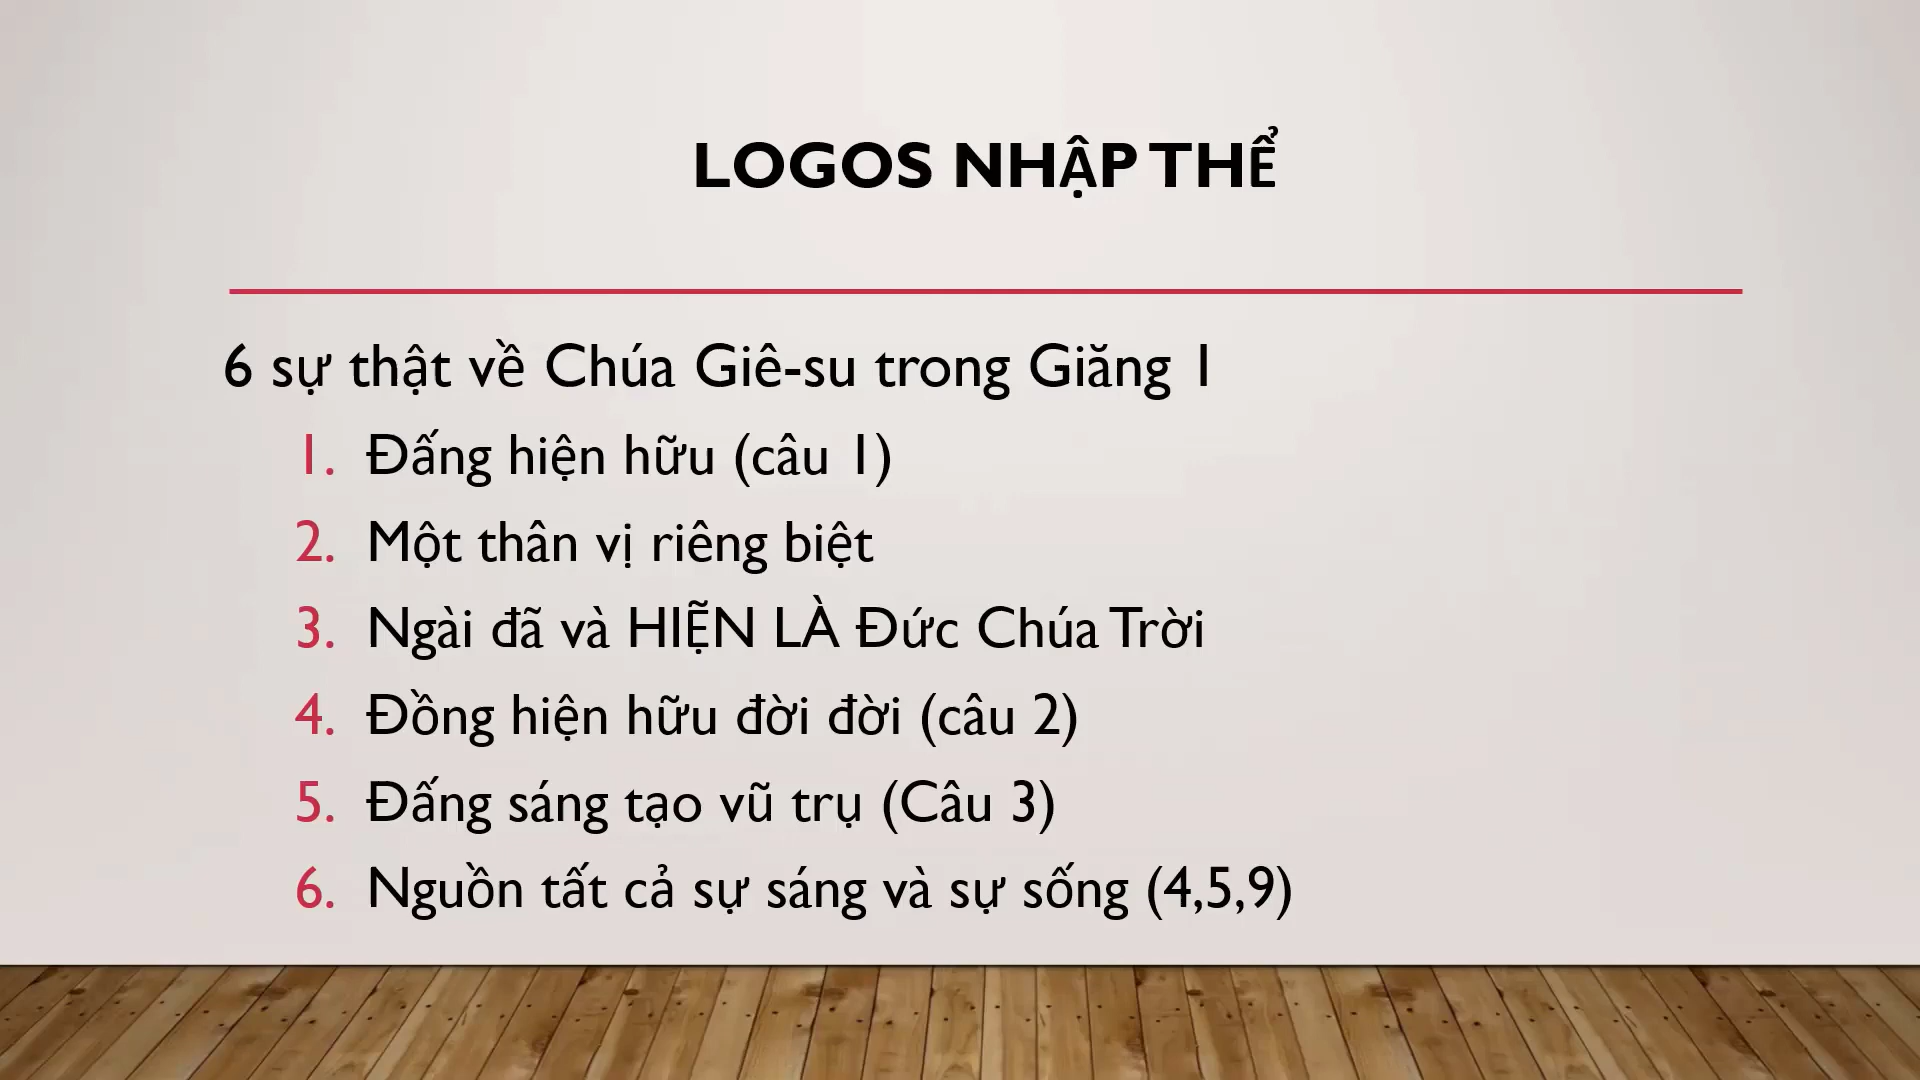 LOGOS NHẬP THỂ
6 sự thật về Chúa Giê-su trong Giăng 1
1. Đấng hiện hữu (câu 1)
2. Một thân vị riêng biệt
3. Ngài đã và HIẸ̃N LÀ Đức Chúa Trời
4. Đồng hiện hữu đời đời (câu 2)
5. Đấng sáng tạo vũ trụ (Câu 3)
6. Nguồn tất cả sự sáng và sự sống (4,5,9)